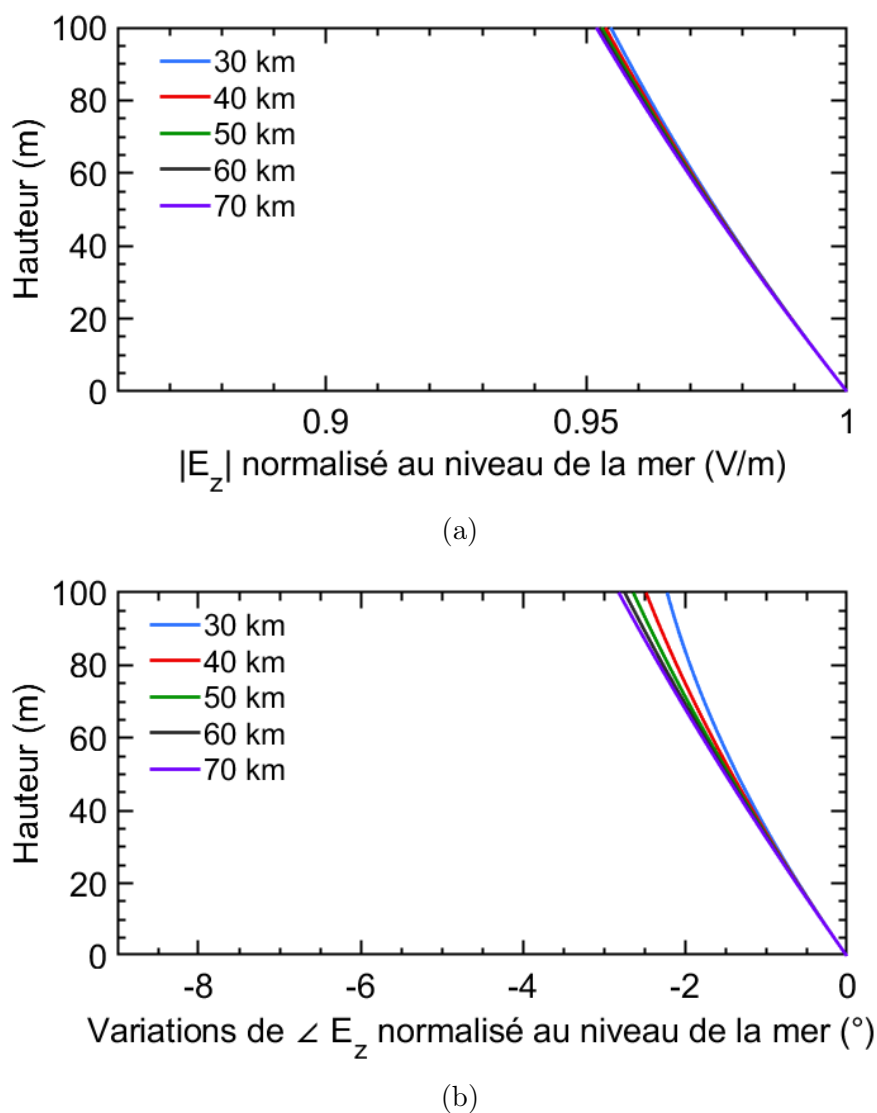 100
80
60
40
20
0
Hauteur (m)
30 km
40 km
50 km
60 km
70 km
0.9
0.95
1
|E_z| normalisé au niveau de la mer (V/m)
(a)
100
80
60
40
20
0
Hauteur (m)
30 km
40 km
50 km
60 km
70 km
-8
-6
-4
-2
0
Variations de ∠ E_z normalisé au niveau de la mer (°)
(b)